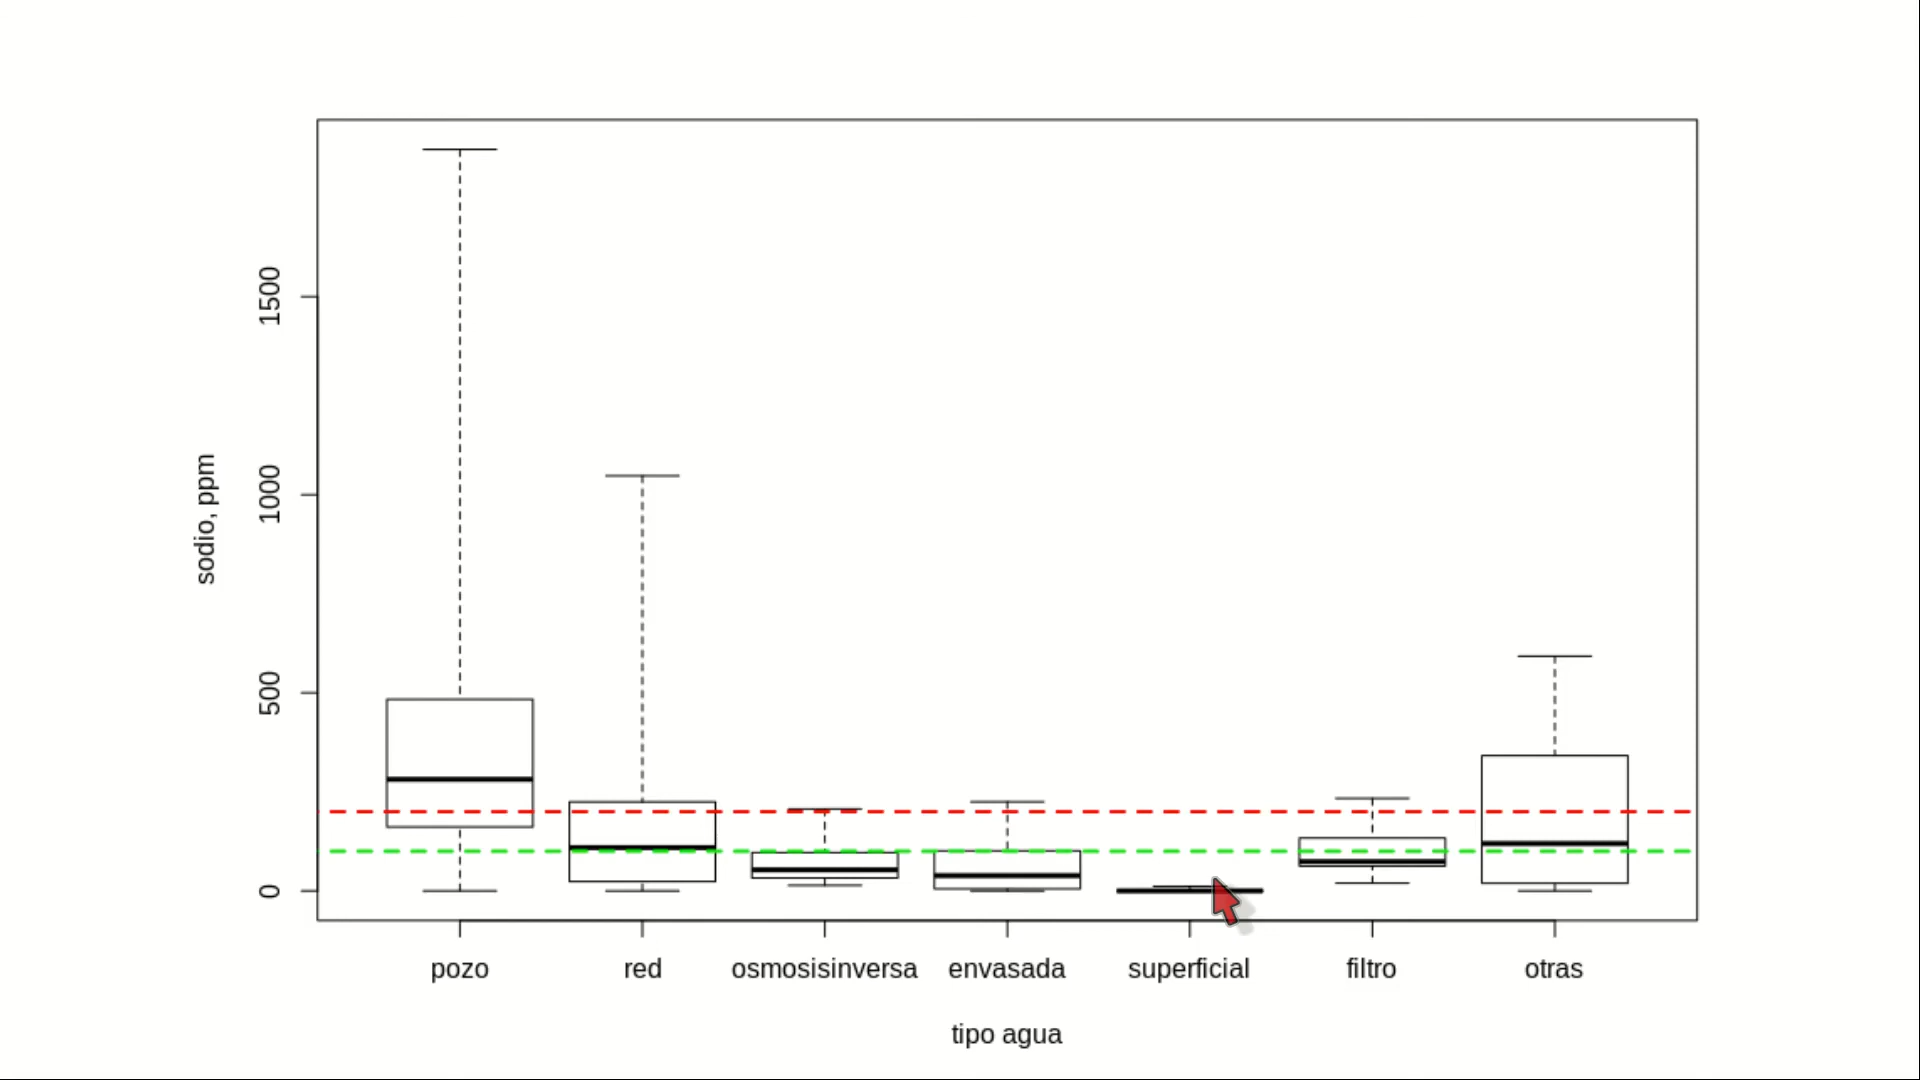 1500
1000
500
0
sodio, ppm
pozo red osmosisinversa envasada superficial filtro otras
tipo agua